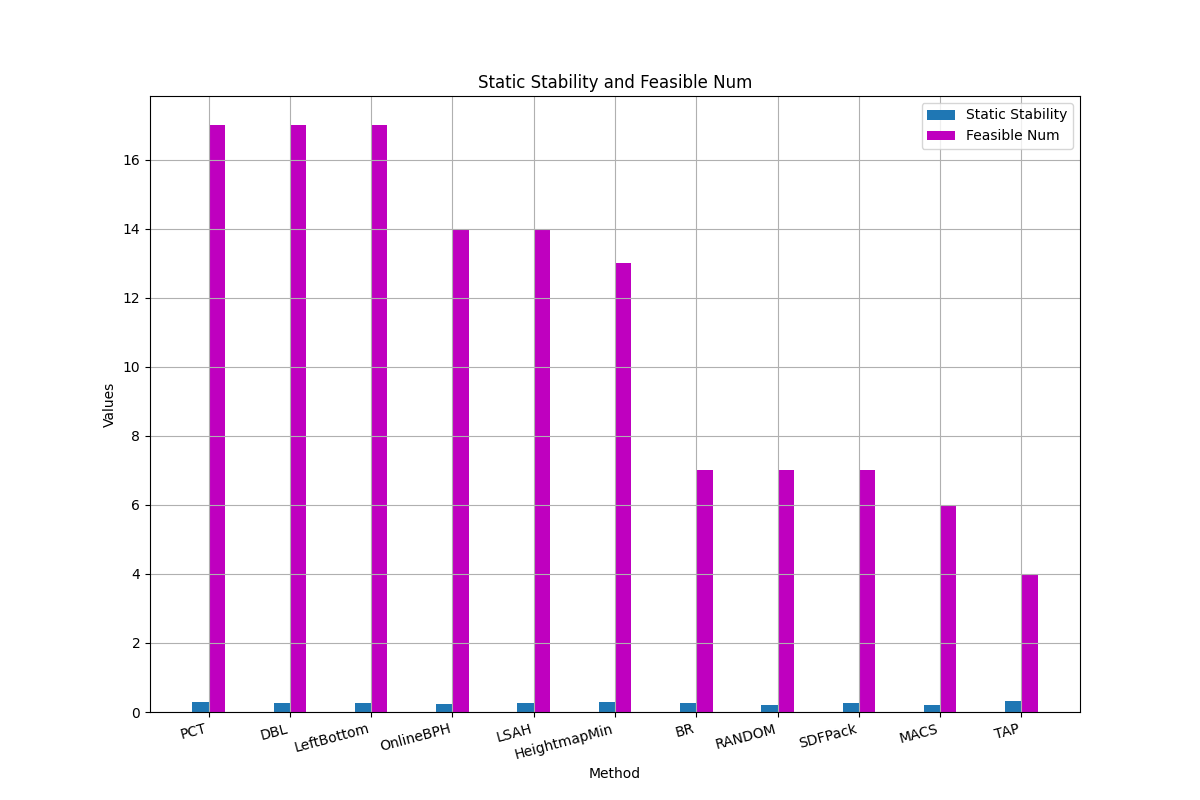 Static Stability and Feasible Num
Static Stability
Feasible Num
16
14
12
10
8
6
4
2
0
Values
PCT
DBL
LeftBottom
OnlineBPH
LSAH
HeightmapMin
BR
RANDOM
SDFPack
MACS
TAP
Method